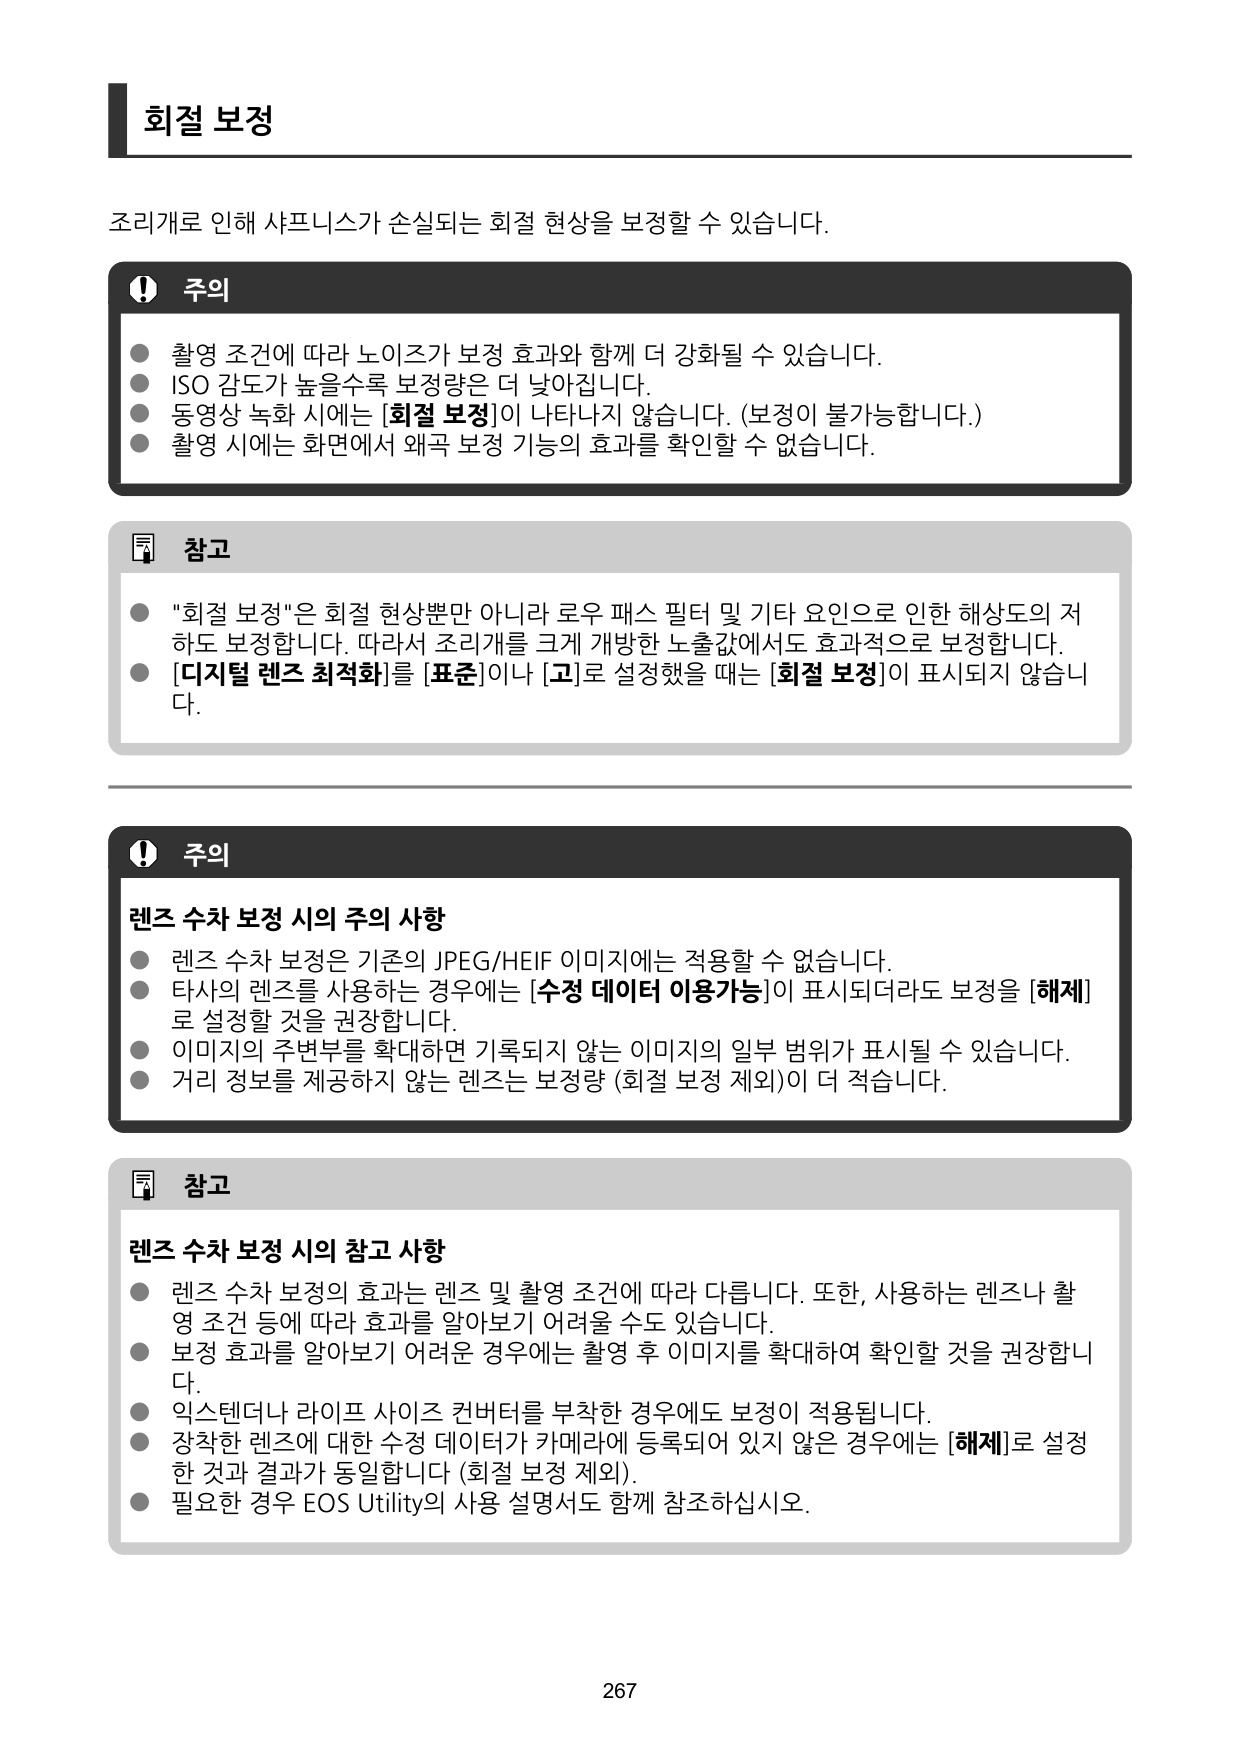 회절 보정
조리개로 인해 샤프니스가 손실되는 회절 현상을 보정할 수 있습니다.
주의
● 촬영 조건에 따라 노이즈가 보정 효과와 함께 더 강화될 수 있습니다.
● ISO 감도가 높을수록 보정량은 더 낮아집니다.
● 동영상 녹화 시에는 [회절 보정]이 나타나지 않습니다. (보정이 불가능합니다.)
● 촬영 시에는 화면에서 왜곡 보정 기능의 효과를 확인할 수 없습니다.
참고
● "회절 보정"은 회절 현상뿐만 아니라 로우 패스 필터 및 기타 요인으로 인한 해상도의 저
하도 보정합니다. 따라서 조리개를 크게 개방한 노출값에서도 효과적으로 보정합니다.
● [디지털 렌즈 최적화]를 [표준]이나 [고]로 설정했을 때는 [회절 보정]이 표시되지 않습니
다.
주의
렌즈 수차 보정 시의 주의 사항
● 렌즈 수차 보정은 기존의 JPEG/HEIF 이미지에는 적용할 수 없습니다.
● 타사의 렌즈를 사용하는 경우에는 [수정 데이터 이용가능]이 표시되더라도 보정을 [해제]
로 설정할 것을 권장합니다.
● 이미지의 주변부를 확대하면 기록되지 않는 이미지의 일부 범위가 표시될 수 있습니다.
● 거리 정보를 제공하지 않는 렌즈는 보정량 (회절 보정 제외)이 더 적습니다.
참고
렌즈 수차 보정 시의 참고 사항
● 렌즈 수차 보정의 효과는 렌즈 및 촬영 조건에 따라 다릅니다. 또한, 사용하는 렌즈나 촬
영 조건 등에 따라 효과를 알아보기 어려울 수도 있습니다.
● 보정 효과를 알아보기 어려운 경우에는 촬영 후 이미지를 확대하여 확인할 것을 권장합니
다.
● 익스텐더나 라이프 사이즈 컨버터를 부착한 경우에도 보정이 적용됩니다.
● 장착한 렌즈에 대한 수정 데이터가 카메라에 등록되어 있지 않은 경우에는 [해제]로 설정
한 것과 결과가 동일합니다 (회절 보정 제외).
● 필요한 경우 EOS Utility의 사용 설명서도 함께 참조하십시오.
267